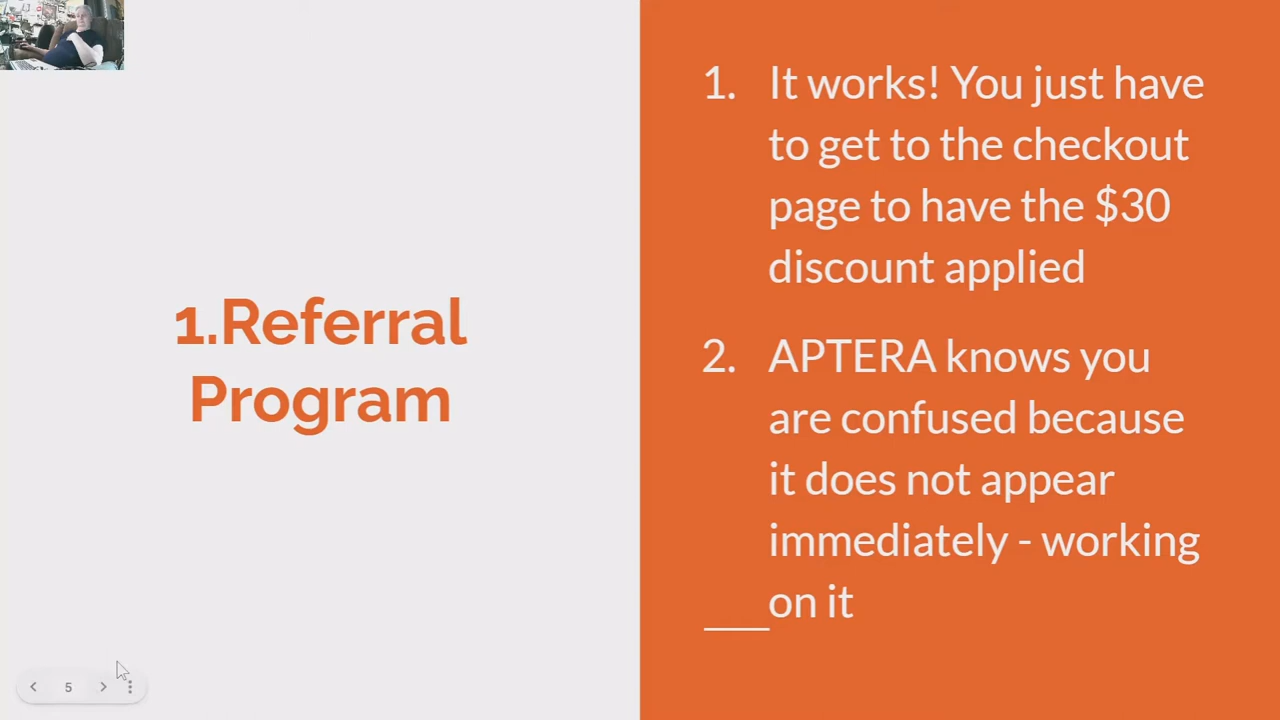 1.Referral
Program
1. It works! You just have
to get to the checkout
page to have the $30
discount applied
2. APTERA knows you
are confused because
it does not appear
immediately - working
on it
5